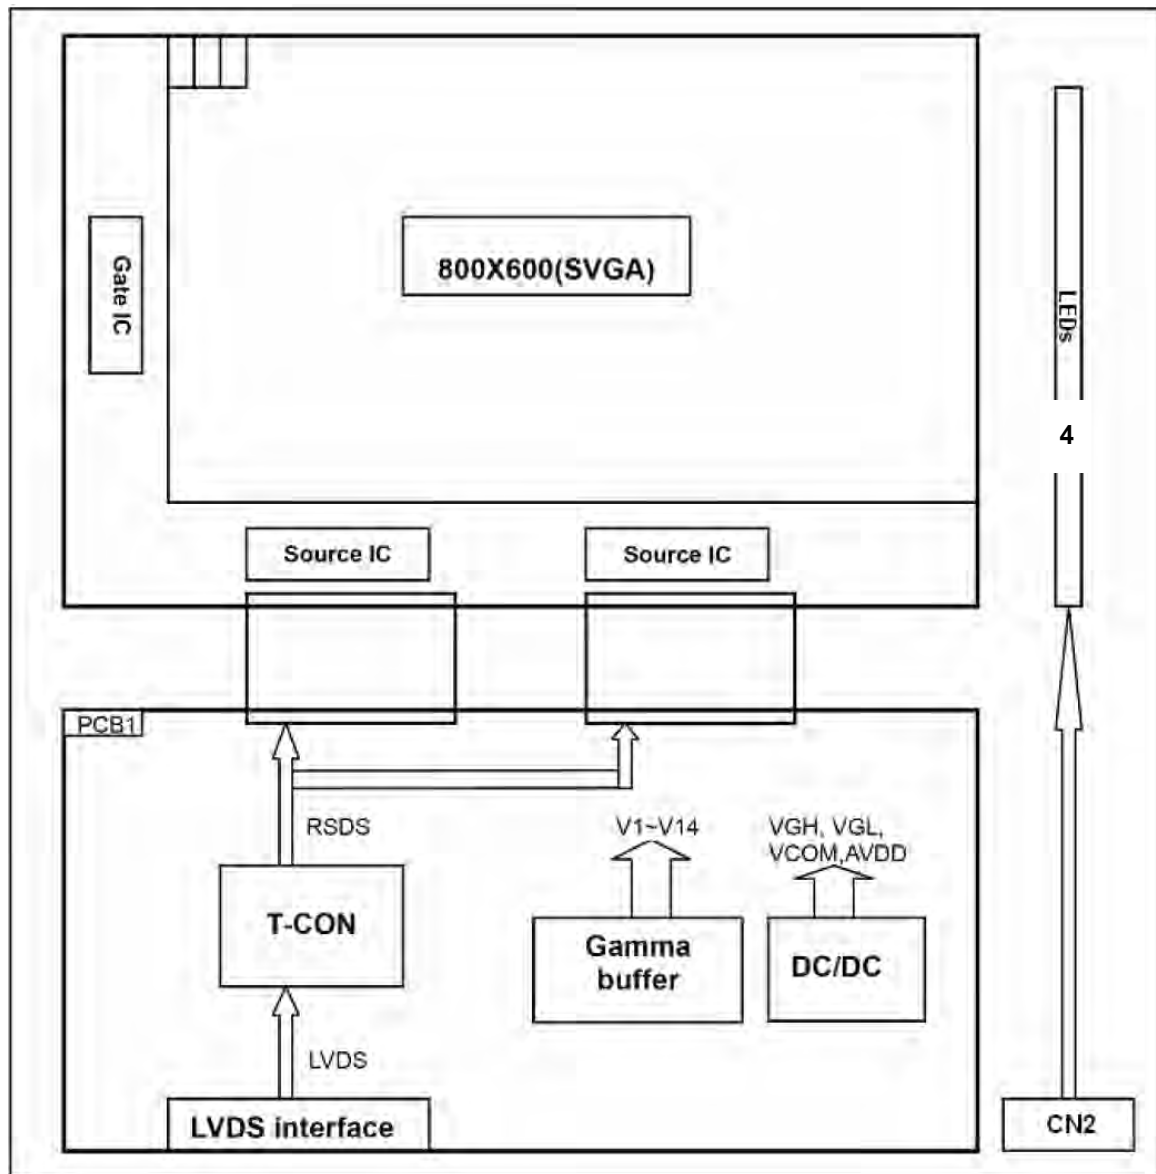 800X600(SVGA)
Gate IC
LEDs
4
Source IC
Source IC
PCB1
RSDS
V1~V14
VGH, VGL,
VCOM,AVDD
T-CON
Gamma
buffer
DC/DC
LVDS
LVDS interface
CN2